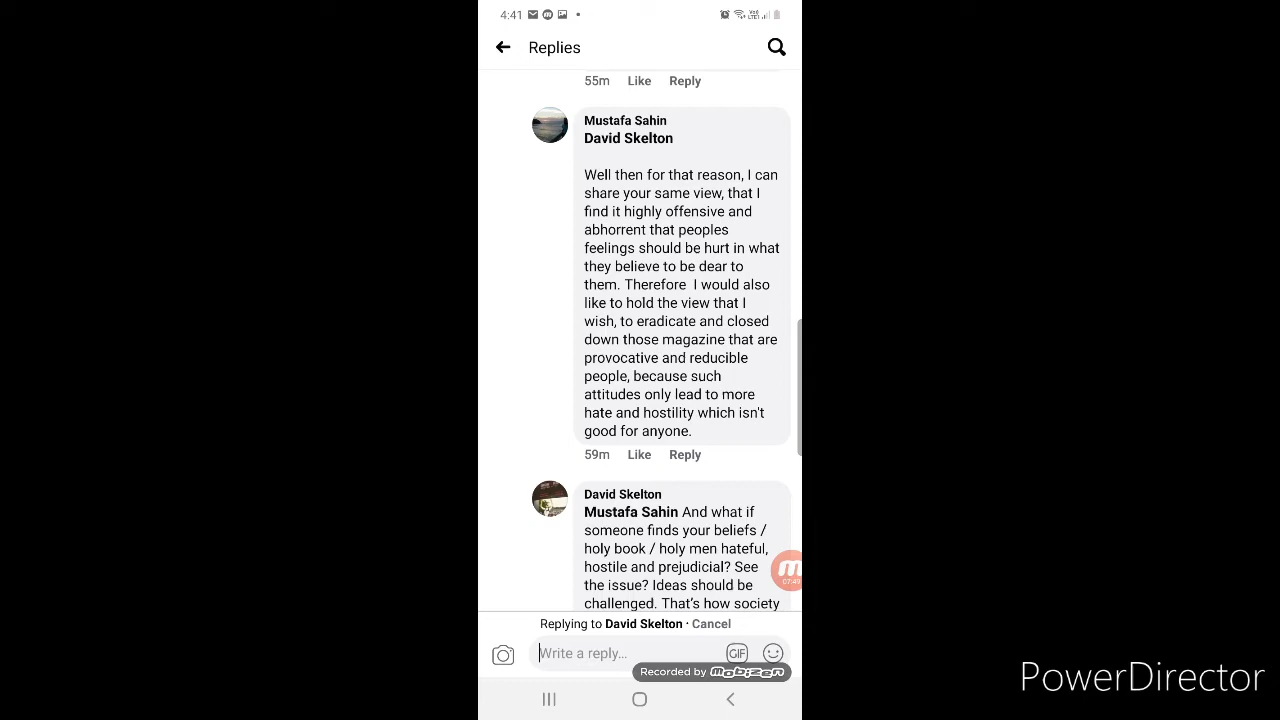 4:41
Replies
55m Like Reply
Mustafa Sahin
David Skelton
Well then for that reason, I can
share your same view, that I
find it highly offensive and
abhorrent that peoples
feelings should be hurt in what
they believe to be dear to
them. Therefore I would also
like to hold the view that I
wish, to eradicate and closed
down those magazine that are
provocative and reducible
people, because such
attitudes only lead to more
hate and hostility which isn't
good for anyone.
59m Like Reply
David Skelton
Mustafa Sahin And what if
someone finds your beliefs /
holy book / holy men hateful,
hostile and prejudicial? See
the issue? Ideas should be
challenged. That's how society
07:49
Replying to David Skelton · Cancel
Write a reply...
GIF
Recorded by mobizen
PowerDirector